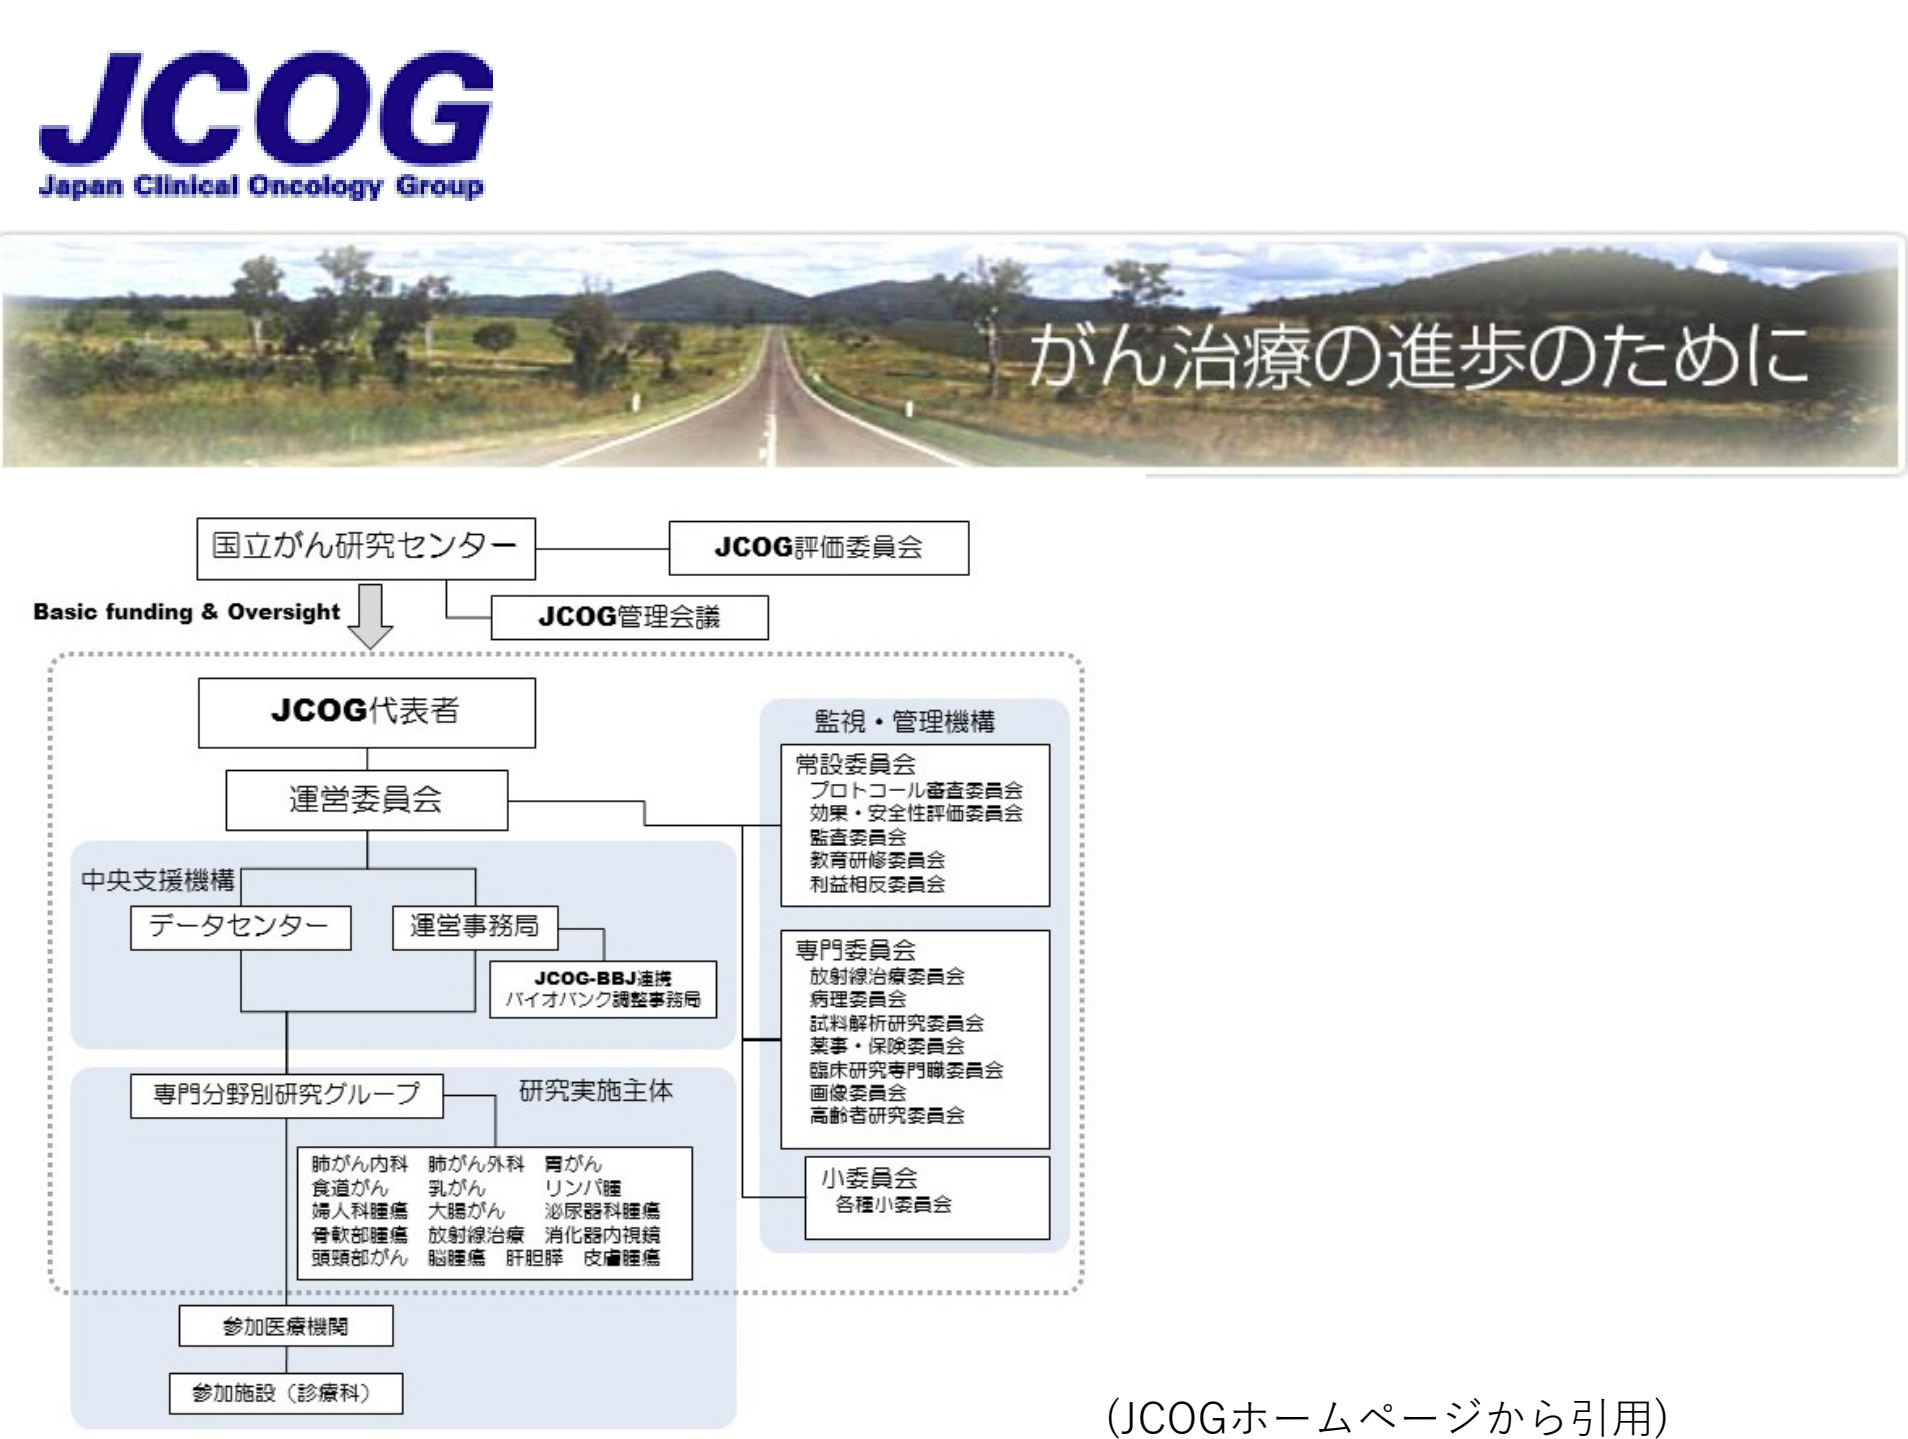 JCOG
Japan Clinical Oncology Group
がん治療の進歩のために
国立がん研究センター
JCOG評価委員会
Basic funding & Oversight
JCOG管理会議
JCOG代表者
運営委員会
中央支援機構
データセンター
運営事務局
JCOG-BBJ連携
バイオバンク調整事務局
専門分野別研究グループ
研究実施主体
肺がん内科 肺がん外科 胃がん
食道がん 乳がん リンパ腫
婦人科腫瘍 大腸がん 泌尿器科腫瘍
骨軟部腫瘍 放射線治療 消化器内視鏡
頭頸部がん 脳腫瘍 肝胆膵 皮膚腫瘍
参加医療機関
参加施設（診療科）
監視・管理機構
常設委員会
プロトコール審査委員会
効果・安全性評価委員会
監査委員会
教育研修委員会
利益相反委員会
専門委員会
放射線治療委員会
病理委員会
試料解析研究委員会
薬事・保険委員会
臨床研究専門職委員会
画像委員会
高齢者研究委員会
小委員会
各種小委員会
(JCOGホームページから引用)